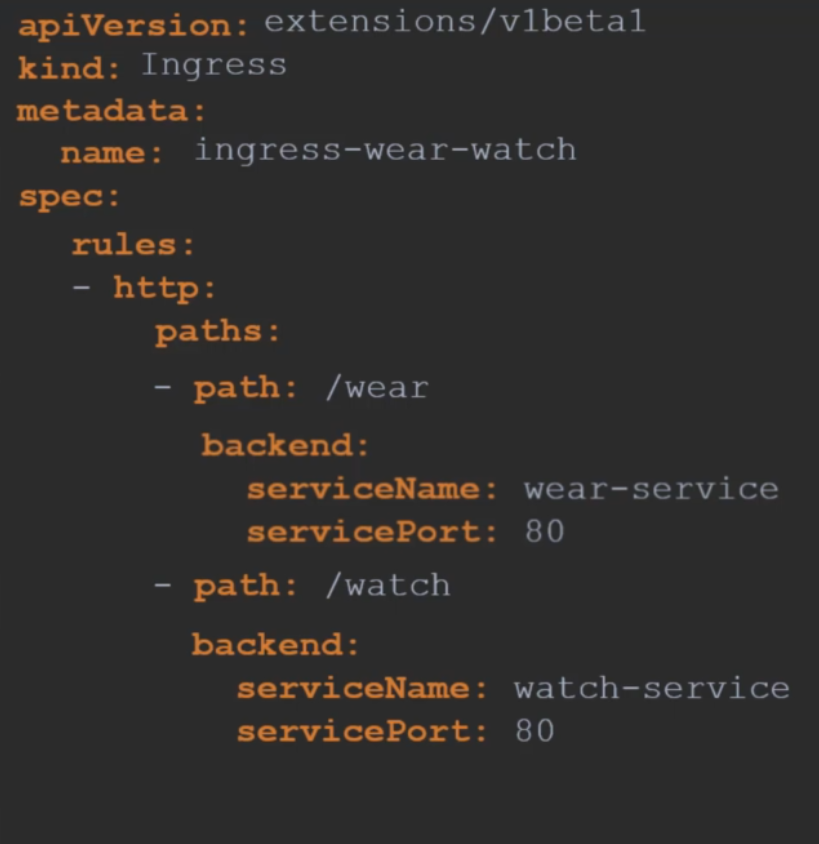 apiVersion: extensions/v1beta1
kind: Ingress
metadata:
  name: ingress-wear-watch
spec:
  rules:
  - http:
      paths:
      - path: /wear
        backend:
          serviceName: wear-service
          servicePort: 80
      - path: /watch
        backend:
          serviceName: watch-service
          servicePort: 80